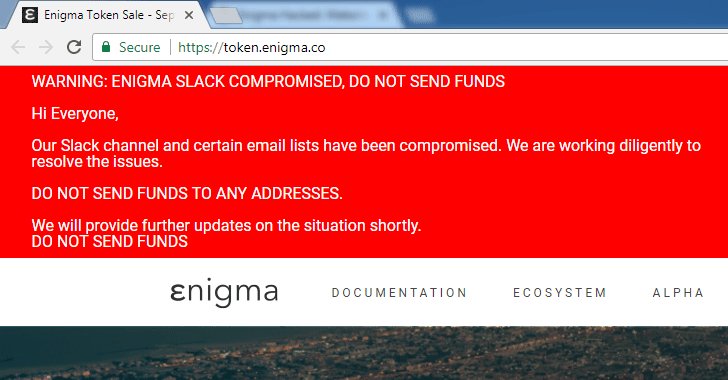 Enigma Token Sale - Sep
Secure https://token.enigma.co
WARNING: ENIGMA SLACK COMPROMISED, DO NOT SEND FUNDS
Hi Everyone,
Our Slack channel and certain email lists have been compromised. We are working diligently to
resolve the issues.
DO NOT SEND FUNDS TO ANY ADDRESSES.
We will provide further updates on the situation shortly.
DO NOT SEND FUNDS
εnigma DOCUMENTATION ECOSYSTEM ALPHA